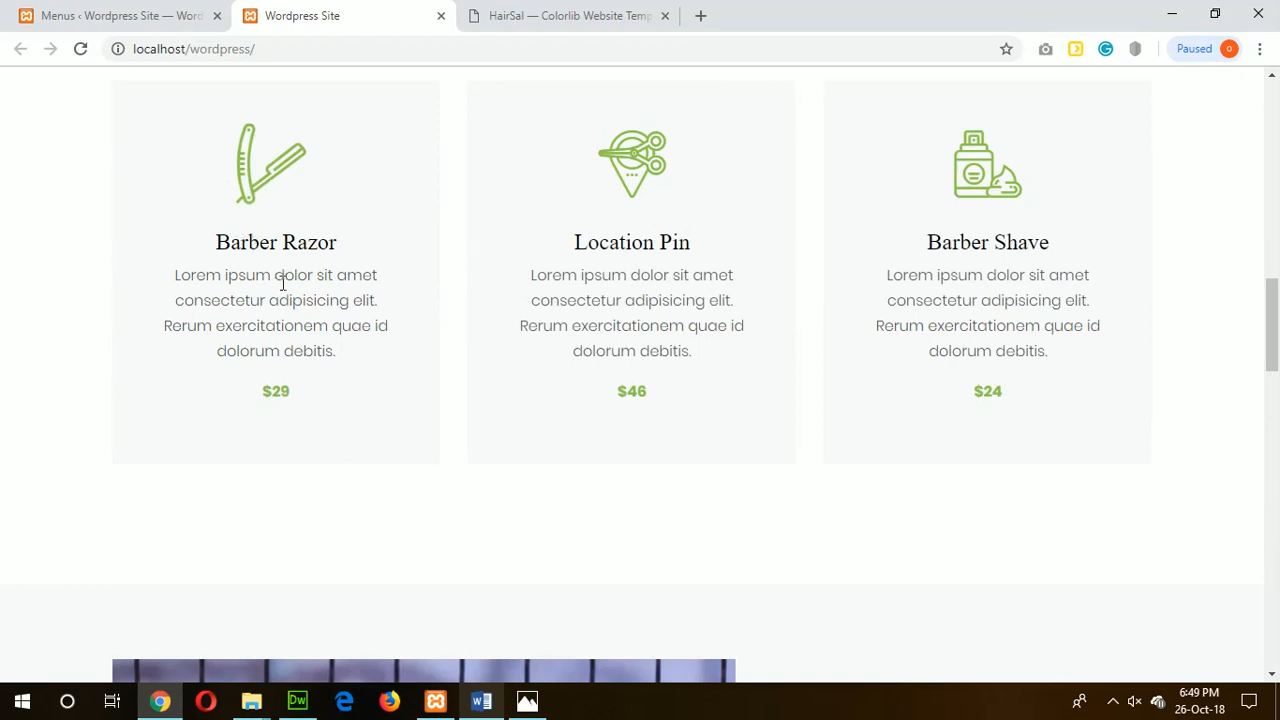 Menus ‹ Wordpress Site — Word
Wordpress Site
HairSal — Colorlib Website Temp
localhost/wordpress/
Paused
0
Barber Razor
Lorem ipsum dolor sit amet
consectetur adipisicing elit.
Rerum exercitationem quae id
dolorum debitis.
$29
Location Pin
Lorem ipsum dolor sit amet
consectetur adipisicing elit.
Rerum exercitationem quae id
dolorum debitis.
$46
Barber Shave
Lorem ipsum dolor sit amet
consectetur adipisicing elit.
Rerum exercitationem quae id
dolorum debitis.
$24
Dw
6:49 PM
26-Oct-18